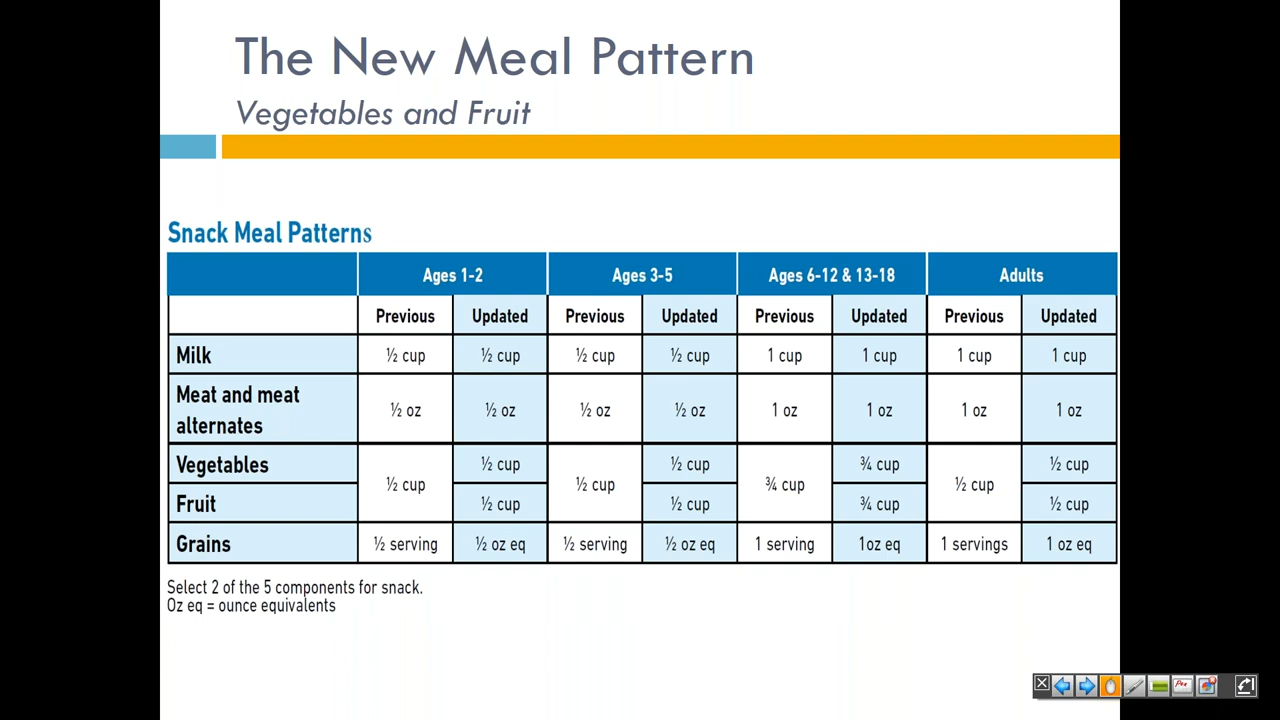 The New Meal Pattern
Vegetables and Fruit
Snack Meal Patterns
Ages 1-2 Ages 3-5 Ages 6-12 & 13-18 Adults
Previous Updated Previous Updated Previous Updated Previous Updated
Milk ½ cup ½ cup ½ cup ½ cup 1 cup 1 cup 1 cup 1 cup
Meat and meat
alternates ½ oz ½ oz ½ oz ½ oz 1 oz 1 oz 1 oz 1 oz
Vegetables ½ cup ½ cup ¾ cup ½ cup
½ cup ½ cup ¾ cup ½ cup
Fruit ½ cup ½ cup ¾ cup ½ cup
Grains ½ serving ½ oz eq ½ serving ½ oz eq 1 serving 1oz eq 1 servings 1 oz eq
Select 2 of the 5 components for snack.
Oz eq = ounce equivalents